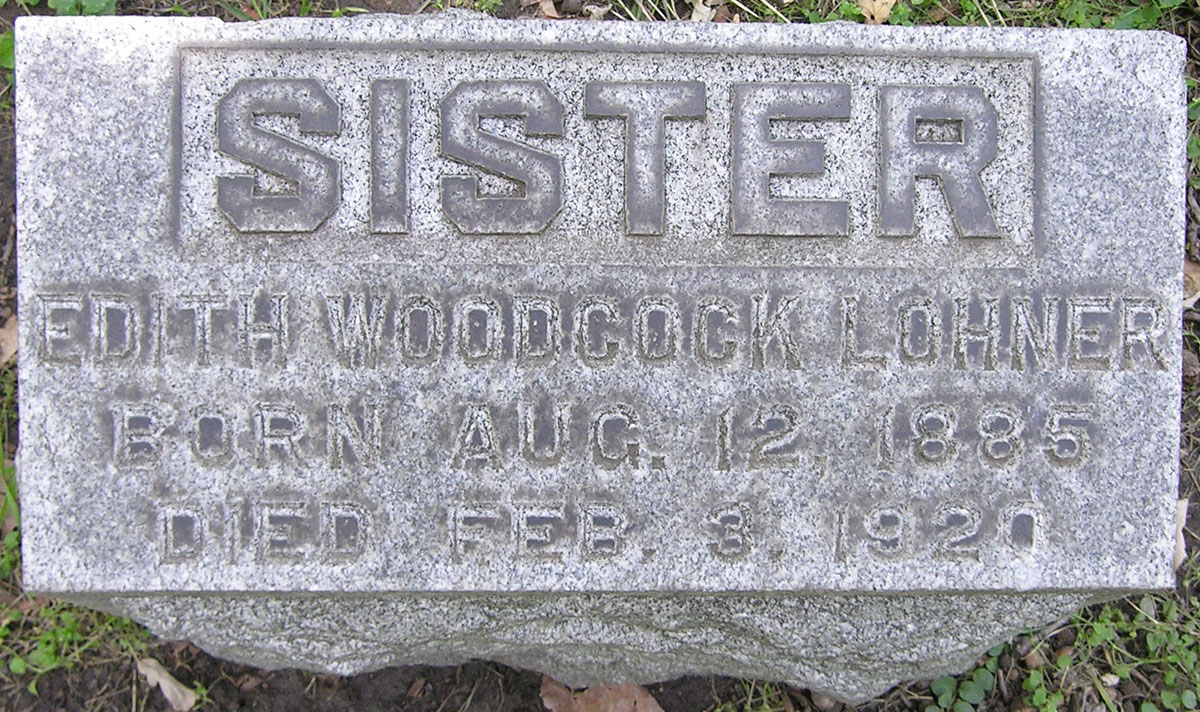 SISTER
EDITH WOODCOCK LOHNER
BORN AUG. 12, 1885
DIED FEB. 3, 1920